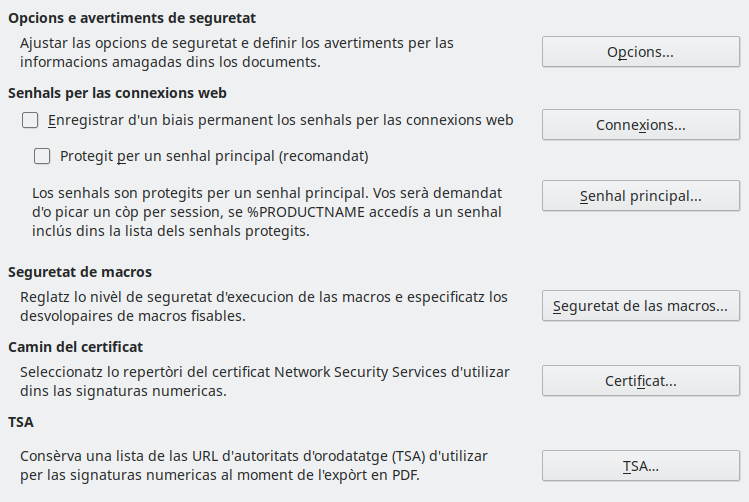 Opcions e avertiments de seguretat
Ajustar las opcions de seguretat e definir los avertiments per las
informacions amagadas dins los documents.
Opcions...
Senhals per las connexions web
Enregistrar d'un biais permanent los senhals per las connexions web
Connexions...
Protegit per un senhal principal (recomandat)
Los senhals son protegits per un senhal principal. Vos serà demandat
d'o picar un còp per session, se %PRODUCTNAME accedís a un senhal
inclús dins la lista dels senhals protegits.
Senhal principal...
Seguretat de macros
Reglatz lo nivèl de seguretat d'execucion de las macros e especificatz los
desvolopaires de macros fisables.
Seguretat de las macros...
Camin del certificat
Seleccionatz lo repertòri del certificat Network Security Services d'utilizar
dins las signaturas numericas.
Certificat...
TSA
Consèrva una lista de las URL d'autoritats d'orodatatge (TSA) d'utilizar
per las signaturas numericas al moment de l'expòrt en PDF.
TSA...